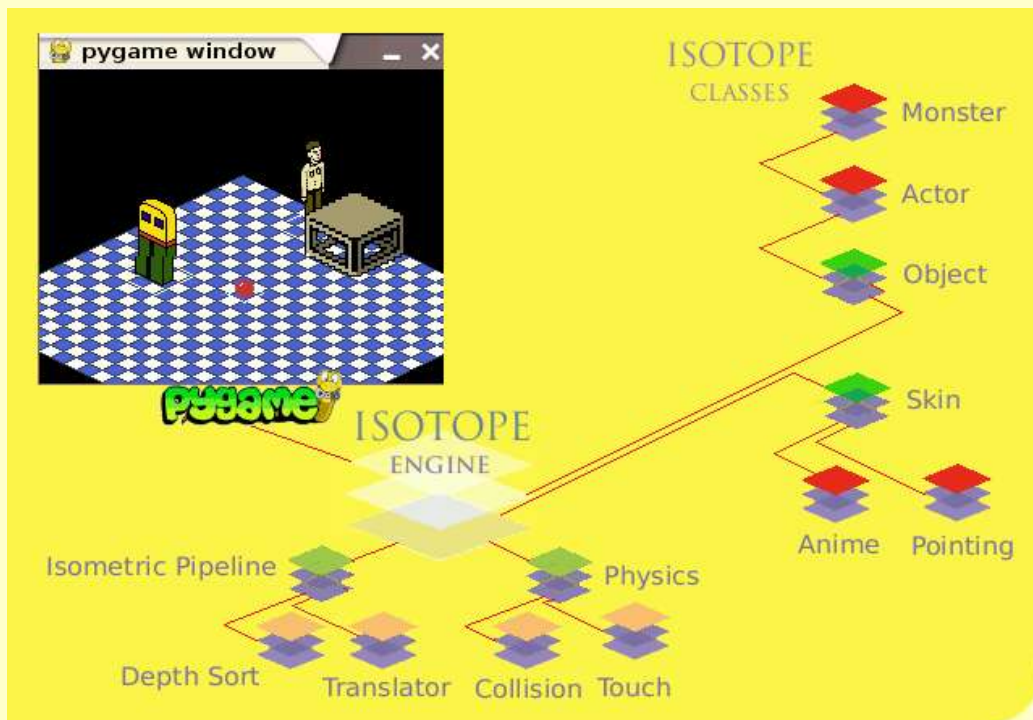 pygame window
ISOTOPE
CLASSES
Monster
Actor
Object
Skin
Anime
Pointing
pygame
ISOTOPE
ENGINE
Isometric Pipeline
Physics
Depth Sort
Translator
Collision
Touch